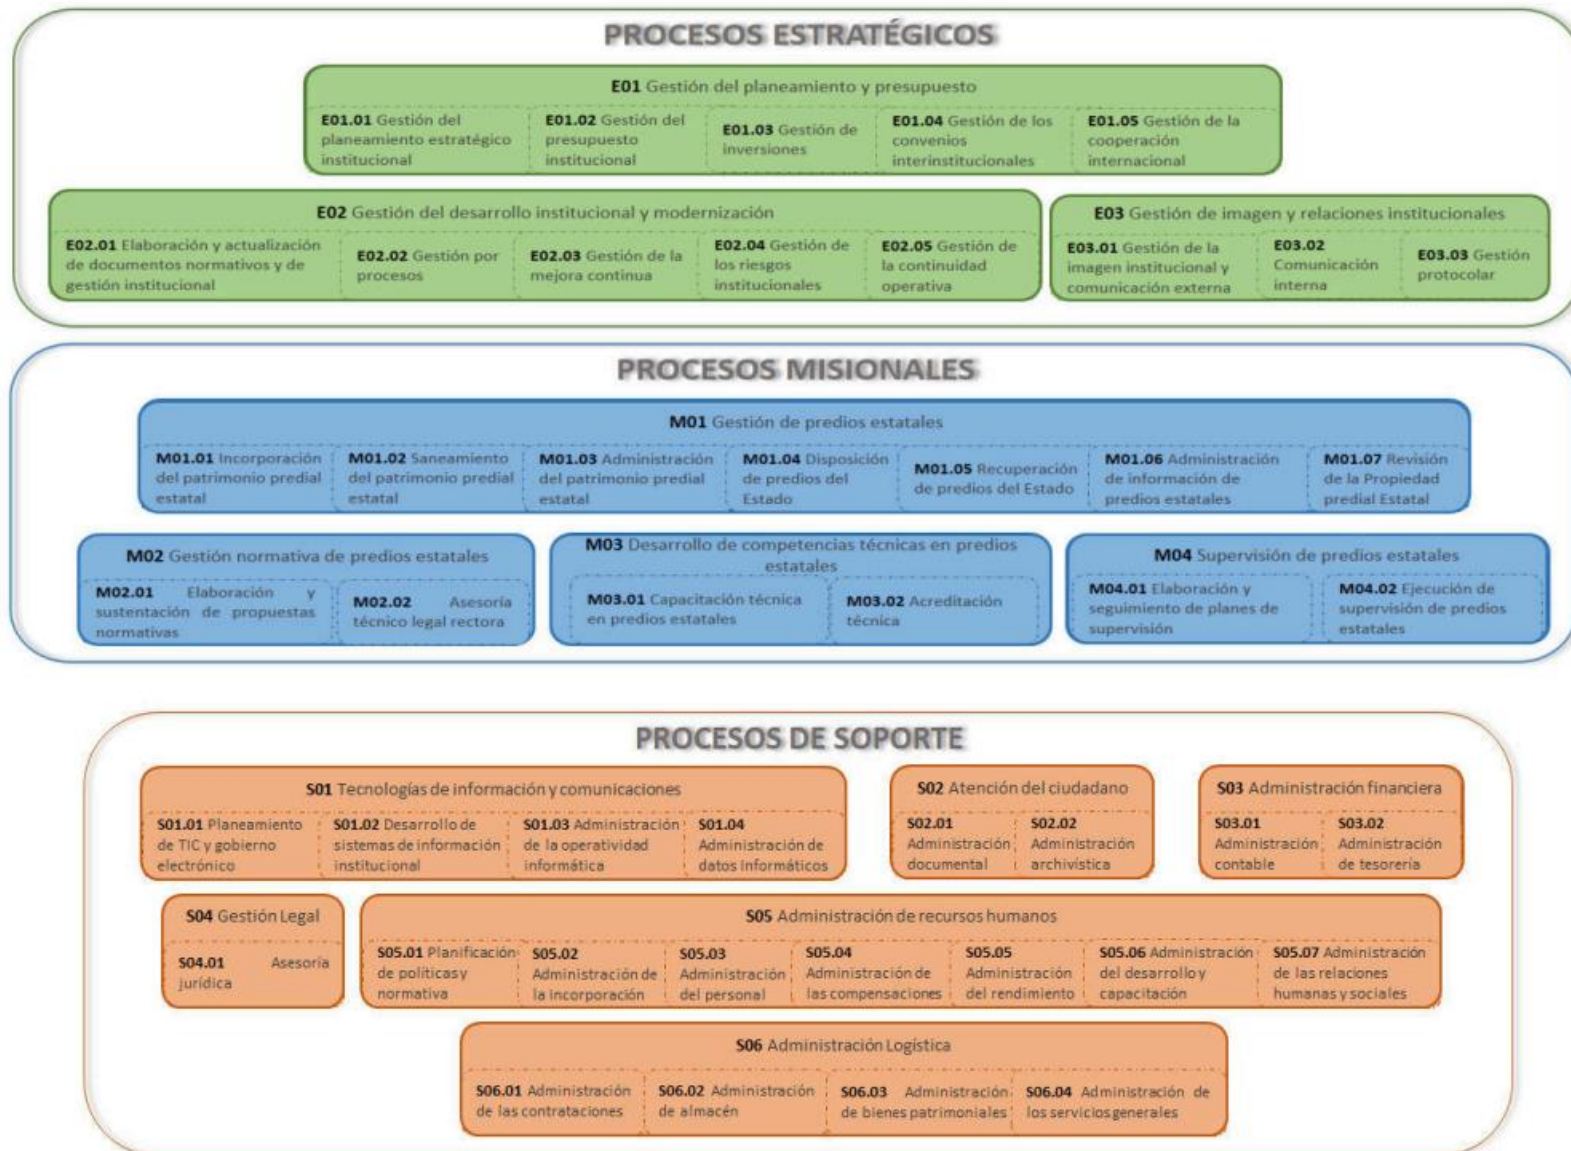 PROCESOS ESTRATÉGICOS
E01 Gestión del planeamiento y presupuesto
E01.01 Gestión del
planeamiento estratégico
institucional
E01.02 Gestión del
presupuesto
institucional
E01.03 Gestión de
inversiones
E01.04 Gestión de los
convenios
interinstitucionales
E01.05 Gestión de la
cooperación
internacional
E02 Gestión del desarrollo institucional y modernización
E02.01 Elaboración y actualización
de documentos normativos y de
gestión institucional
E02.02 Gestión por
procesos
E02.03 Gestión de la
mejora continua
E02.04 Gestión de
los riesgos
institucionales
E02.05 Gestión de
la continuidad
operativa
E03 Gestión de imagen y relaciones institucionales
E03.01 Gestión de la
imagen institucional y
comunicación externa
E03.02
Comunicación
interna
E03.03 Gestión
protocolar
PROCESOS MISIONALES
M01 Gestión de predios estatales
M01.01 Incorporación
del patrimonio predial
estatal
M01.02 Saneamiento
del patrimonio predial
estatal
M01.03 Administración
del patrimonio predial
estatal
M01.04 Disposición
de predios del
Estado
M01.05 Recuperación
de predios del Estado
M01.06 Administración
de información de
predios estatales
M01.07 Revisión
de la Propiedad
predial Estatal
M02 Gestión normativa de predios estatales
M02.01 Elaboración y
sustentación de propuestas
normativas
M02.02 Asesoría
técnico legal rectora
M03 Desarrollo de competencias técnicas en predios
estatales
M03.01 Capacitación técnica
en predios estatales
M03.02 Acreditación
técnica
M04 Supervisión de predios estatales
M04.01 Elaboración y
seguimiento de planes de
supervisión
M04.02 Ejecución de
supervisión de predios
estatales
PROCESOS DE SOPORTE
S01 Tecnologías de información y comunicaciones
S01.01 Planeamiento
de TIC y gobierno
electrónico
S01.02 Desarrollo de
sistemas de información
institucional
S01.03 Administración
de la operatividad
informática
S01.04
Administración de
datos Informáticos
S02 Atención del ciudadano
S02.01
Administración
documental
S02.02
Administración
archivística
S03 Administración financiera
S03.01
Administración
contable
S03.02
Administración
de tesorería
S04 Gestión Legal
S04.01 Asesoría
jurídica
S05 Administración de recursos humanos
S05.01 Planificación
de políticas y
normativa
S05.02
Administración de
la incorporación
S05.03
Administración
del personal
S05.04
Administración de
las compensaciones
S05.05
Administración
del rendimiento
S05.06 Administración
del desarrollo y
capacitación
S05.07 Administración
de las relaciones
humanas y sociales
S06 Administración Logística
S06.01 Administración
de las contrataciones
S06.02 Administración
de almacén
S06.03 Administración
de bienes patrimoniales
S06.04 Administración de
los servicios generales